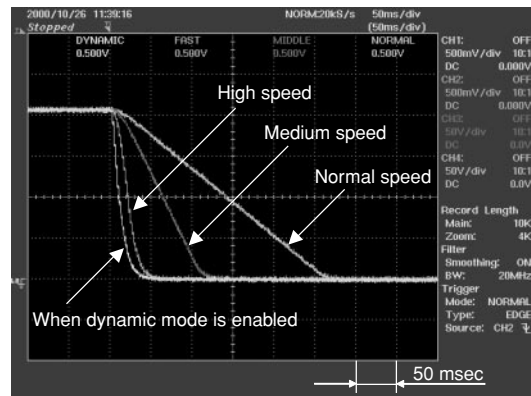 2000/10/26 11:39:16 NORM:20kS/s 50ms/div
Stopped (50ms/div)
DYNAMIC FAST MIDDLE NORMAL
0.500V 0.500V 0.500V 0.500V
CH1: OFF
500mV/div 10:1
DC 0.000V
CH2: OFF
500mV/div 10:1
DC 0.000V
CH3: OFF
50V/div 10:1
DC 0.0V
CH4: OFF
50V/div 10:1
DC 0.0V
Record Length
Main: 10K
Zoom: 4K
Filter
Smoothing: ON
BW: 20MHz
Trigger
Mode: NORMAL
Type: EDGE
Source: CH2
High speed
Medium speed
Normal speed
When dynamic mode is enabled
50 msec